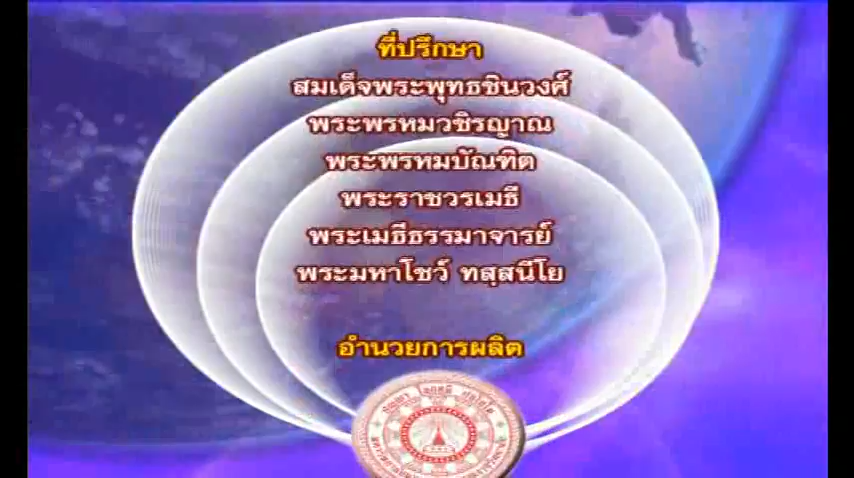 ที่ปรึกษา
สมเด็จพระพุทธชินวงศ์
พระพรหมวชิรญาณ
พระพรหมบัณฑิต
พระราชวรเมธี
พระเมธีธรรมาจารย์
พระมหาโชว์ ทสฺสนีโย
อำนวยการผลิต